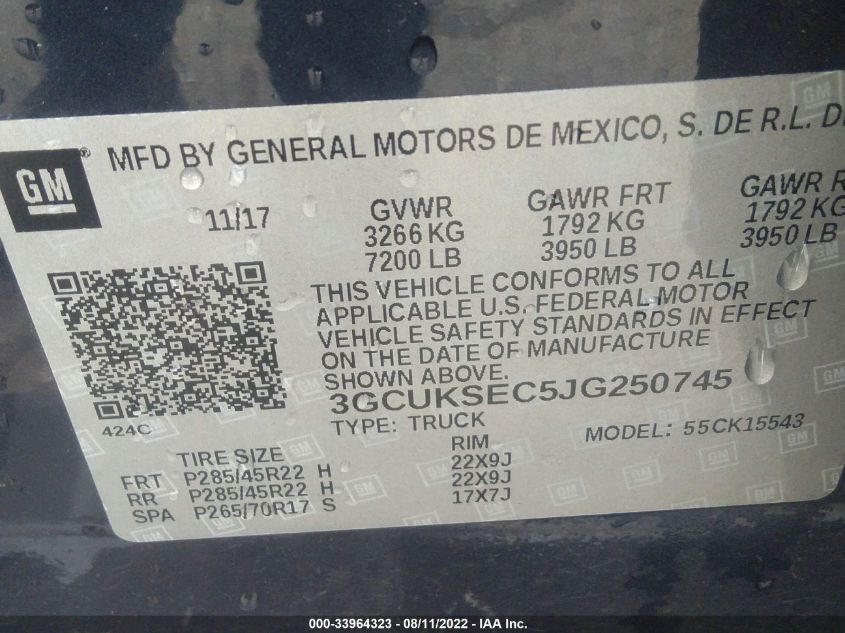 GM® MFD BY GENERAL MOTORS DE MEXICO, S. DE R.L.
11/17 GVWR GAWR FRT GAWR
3266 KG 1792 KG 1792 KG
7200 LB 3950 LB 3950 LB
THIS VEHICLE CONFORMS TO ALL
APPLICABLE U.S. FEDERAL MOTOR
VEHICLE SAFETY STANDARDS IN EFFECT
ON THE DATE OF MANUFACTURE
SHOWN ABOVE.
3GCUKSEC5JG250745
424C
TYPE: TRUCK MODEL: 55CK15543
TIRE SIZE RIM
FRT P285/45R22 H 22X9J
RR P285/45R22 H 22X9J
SPA P265/70R17 S 17X7J
000-33964323 - 08/11/2022 - IAA Inc.